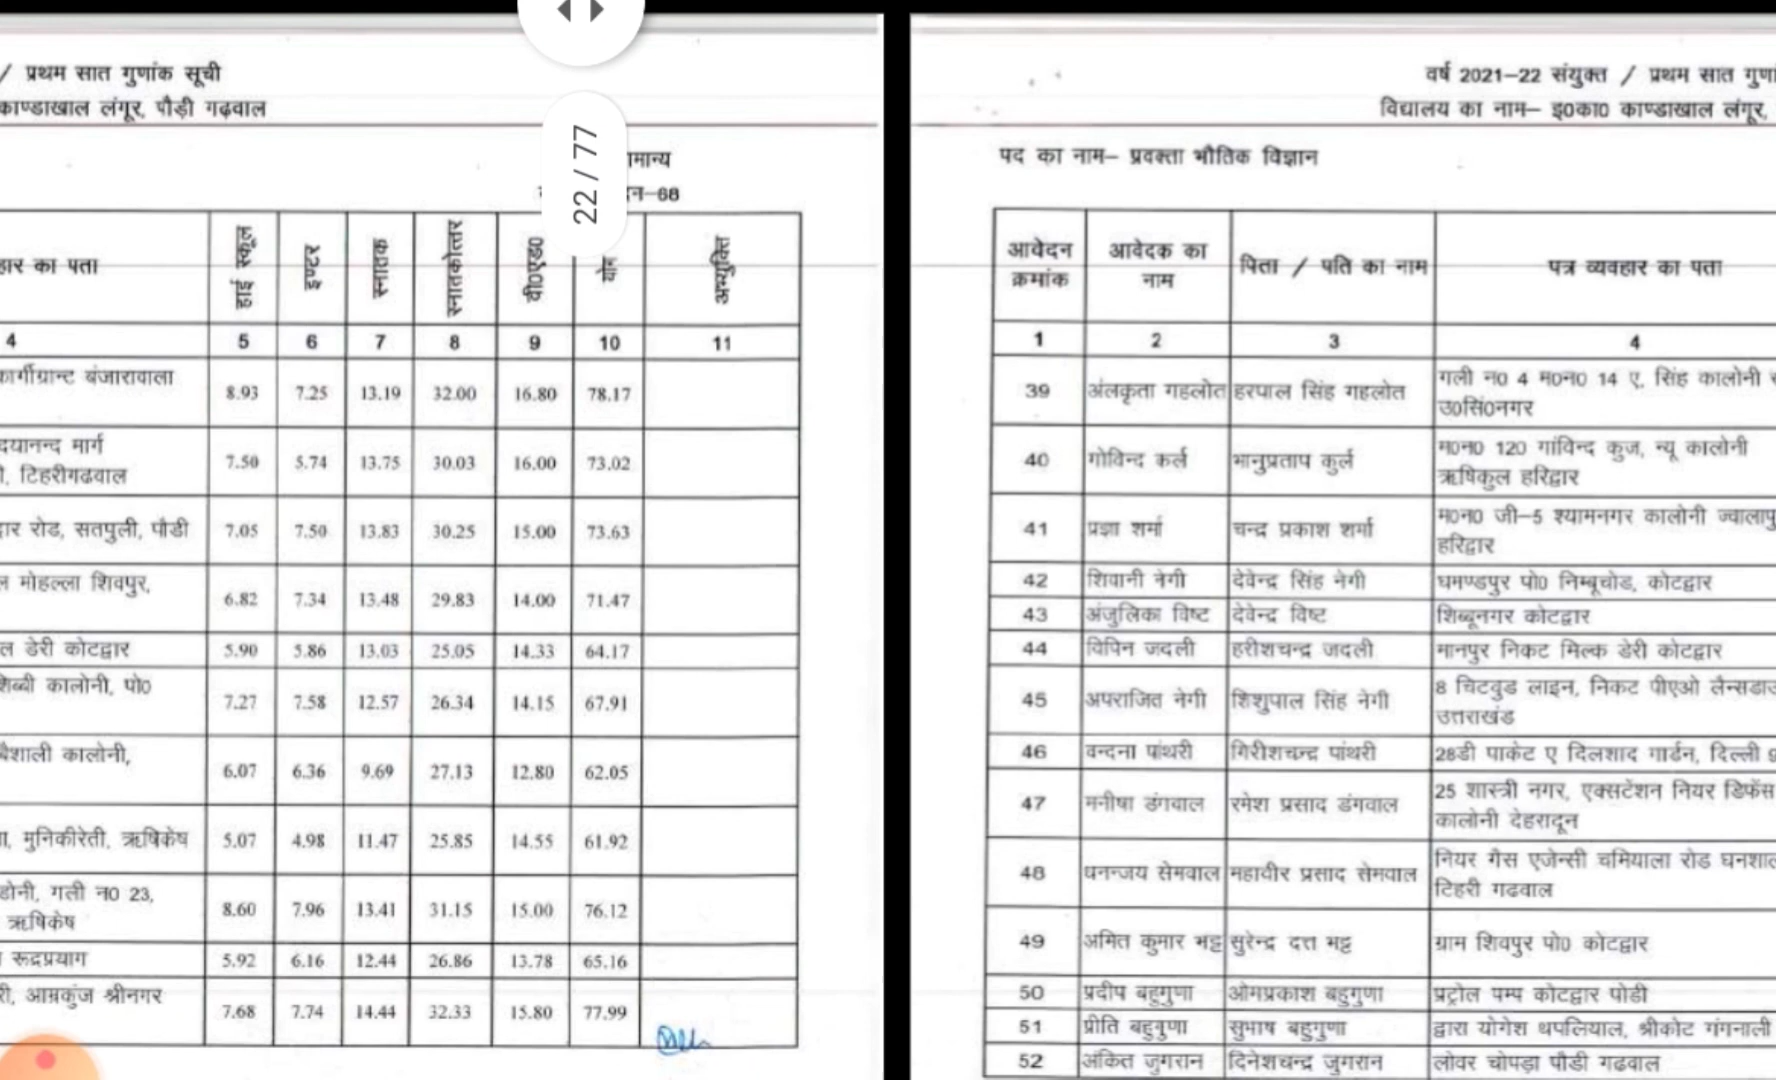 / प्रथम सात गुणांक सूची
काण्डाखाल लंगूर, पौड़ी गढ़वाल
22 / 77
न-68
हार का पता
हाई स्कूल
इण्टर
स्नातक
स्नातकोत्तर
बी0एड0
योग
अभ्युक्ति
4 5 6 7 8 9 10 11
कार्गीग्रान्ट बंजारावाला 8.93 7.25 13.19 32.00 16.80 78.17
दयानन्द मार्ग
टिहरीगढवाल 7.50 5.74 13.75 30.03 16.00 73.02
रोड, सतपुली, पौडी 7.05 7.50 13.83 30.25 15.00 73.63
मोहल्ला शिवपुर, 6.82 7.34 13.48 29.83 14.00 71.47
डेरी कोटद्वार 5.90 5.86 13.03 25.05 14.33 64.17
शिब्बी कालोनी, पो0 7.27 7.58 12.57 26.34 14.15 67.91
वैशाली कालोनी, 6.07 6.36 9.69 27.13 12.80 62.05
मुनिकीरेती, ऋषिकेष 5.07 4.98 11.47 25.85 14.55 61.92
डोनी, गली न0 23,
ऋषिकेष 8.60 7.96 13.41 31.15 15.00 76.12
रूद्रप्रयाग 5.92 6.16 12.44 26.86 13.78 65.16
री, आम्रकुंज श्रीनगर 7.68 7.74 14.44 32.33 15.80 77.99
वर्ष 2021-22 संयुक्त / प्रथम सात
विद्यालय का नाम- इ0का0 काण्डाखाल लंगूर,
पद का नाम- प्रवक्ता भौतिक विज्ञान
आवेदन क्रमांक
आवेदक का नाम
पिता / पति का नाम
पत्र व्यवहार का पता
1 2 3 4
39 अंलकृता गहलोत हरपाल सिंह गहलोत गली न0 4 म0न0 14 ए, सिंह कालोनी
उ0सिं0नगर
40 गोविन्द कर्ल भानुप्रताप कुर्ल म0न0 120 गांविन्द कुज, न्यू कालोनी
ऋषिकुल हरिद्वार
41 प्रज्ञा शर्मा चन्द्र प्रकाश शर्मा म0न0 जी-5 श्यामनगर कालोनी ज्वालापु
हरिद्वार
42 शिवानी नेगी देवेन्द्र सिंह नेगी घमण्डपुर पो0 निम्बूचोड, कोटद्वार
43 अंजुलिका विष्ट देवेन्द विष्ट शिब्बूनगर कोटद्वार
44 विपिन जदली हरीशचन्द्र जदली मानपुर निकट मिल्क डेरी कोटद्वार
45 अपराजित नेगी शिशुपाल सिंह नेगी 8 चिटवुड लाइन, निकट पीएओ लैन्सडाउ
उत्तराखंड
46 वन्दना पांथरी गिरीशचन्द्र पांथरी 28डी पाकेट ए दिलशाद गार्डन, दिल्ली 9
47 मनीषा डंगवाल रमेश प्रसाद डंगवाल 25 शास्त्री नगर, एक्सटेंशन नियर डिफेंस
कालोनी देहरादून
48 धनन्जय सेमवाल महावीर प्रसाद सेमवाल नियर गैस एजेन्सी चमियाला रोड घनशाल
टिहरी गढवाल
49 अमित कुमार भट्ट सुरेन्द्र दत्त भट्ट ग्राम शिवपुर पो0 कोटद्वार
50 प्रदीप बहुगुणा ओमप्रकाश बहुगुणा प्रट्रोल पम्प कोटद्वार पोडी
51 प्रीति बहुगुणा सुभाष बहुगुणा द्वारा योगेश थपलियाल, श्रीकोट गंगनाली
52 अंकित जुगरान दिनेशचन्द्र जुगरान लोवर चोपड़ा पौडी गढवाल